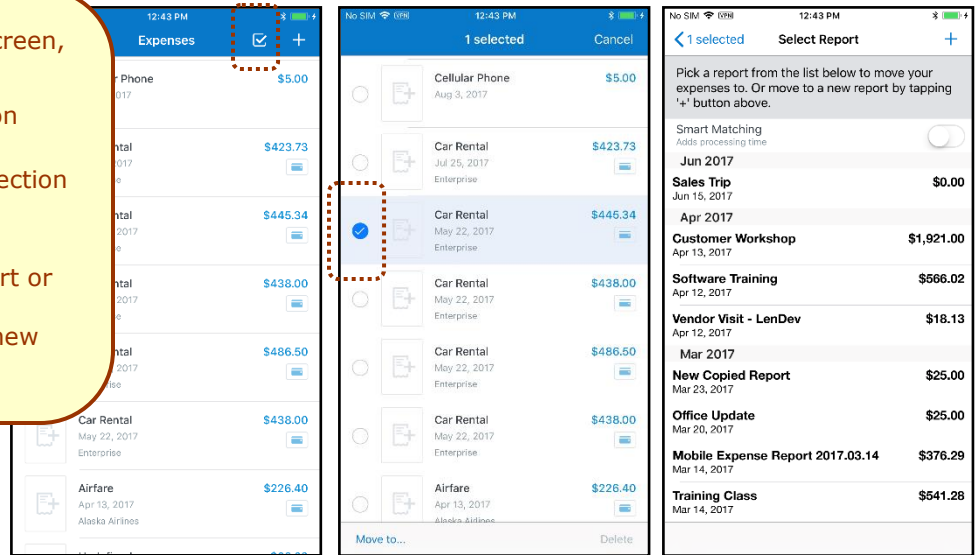 creen,
on
ection
rt or
new
12:43 PM
Expenses
Phone
017
$5.00
ntal
$423.73
017
ntal
$445.34
2017
ntal
$438.00
2017
ntal
$486.50
2017
ise
Car Rental
$438.00
May 22, 2017
Enterprise
Airfare
$226.40
Apr 13, 2017
Alaska Airlines
No SIM VPN 12:43 PM
1 selected Cancel
Cellular Phone $5.00
Aug 3, 2017
Car Rental $423.73
Jul 25, 2017
Enterprise
Car Rental $445.34
May 22, 2017
Enterprise
Car Rental $438.00
May 22, 2017
Enterprise
Car Rental $486.50
May 22, 2017
Enterprise
Car Rental $438.00
May 22, 2017
Enterprise
Airfare $226.40
Apr 13, 2017
Alaska Airlines
Move to... Delete
No SIM VPN 12:43 PM
1 selected Select Report +
Pick a report from the list below to move your
expenses to. Or move to a new report by tapping
'+' button above.
Smart Matching
Adds processing time
Jun 2017
Sales Trip $0.00
Jun 15, 2017
Apr 2017
Customer Workshop $1,921.00
Apr 13, 2017
Software Training $566.02
Apr 12, 2017
Vendor Visit - LenDev $18.13
Apr 12, 2017
Mar 2017
New Copied Report $25.00
Mar 23, 2017
Office Update $25.00
Mar 20, 2017
Mobile Expense Report 2017.03.14 $376.29
Mar 14, 2017
Training Class $541.28
Mar 14, 2017